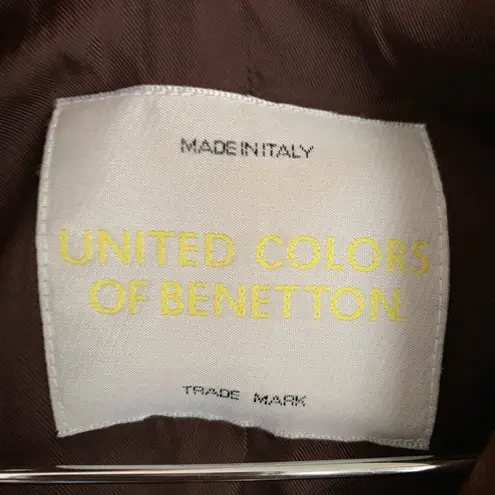 MADE IN ITALY
UNITED COLORS
OF BENETTON.
TRADE MARK